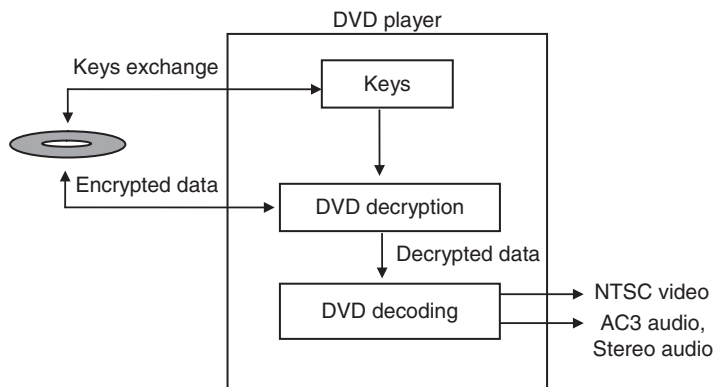 DVD player
Keys exchange
Keys
Encrypted data
DVD decryption
Decrypted data
DVD decoding
NTSC video
AC3 audio,
Stereo audio